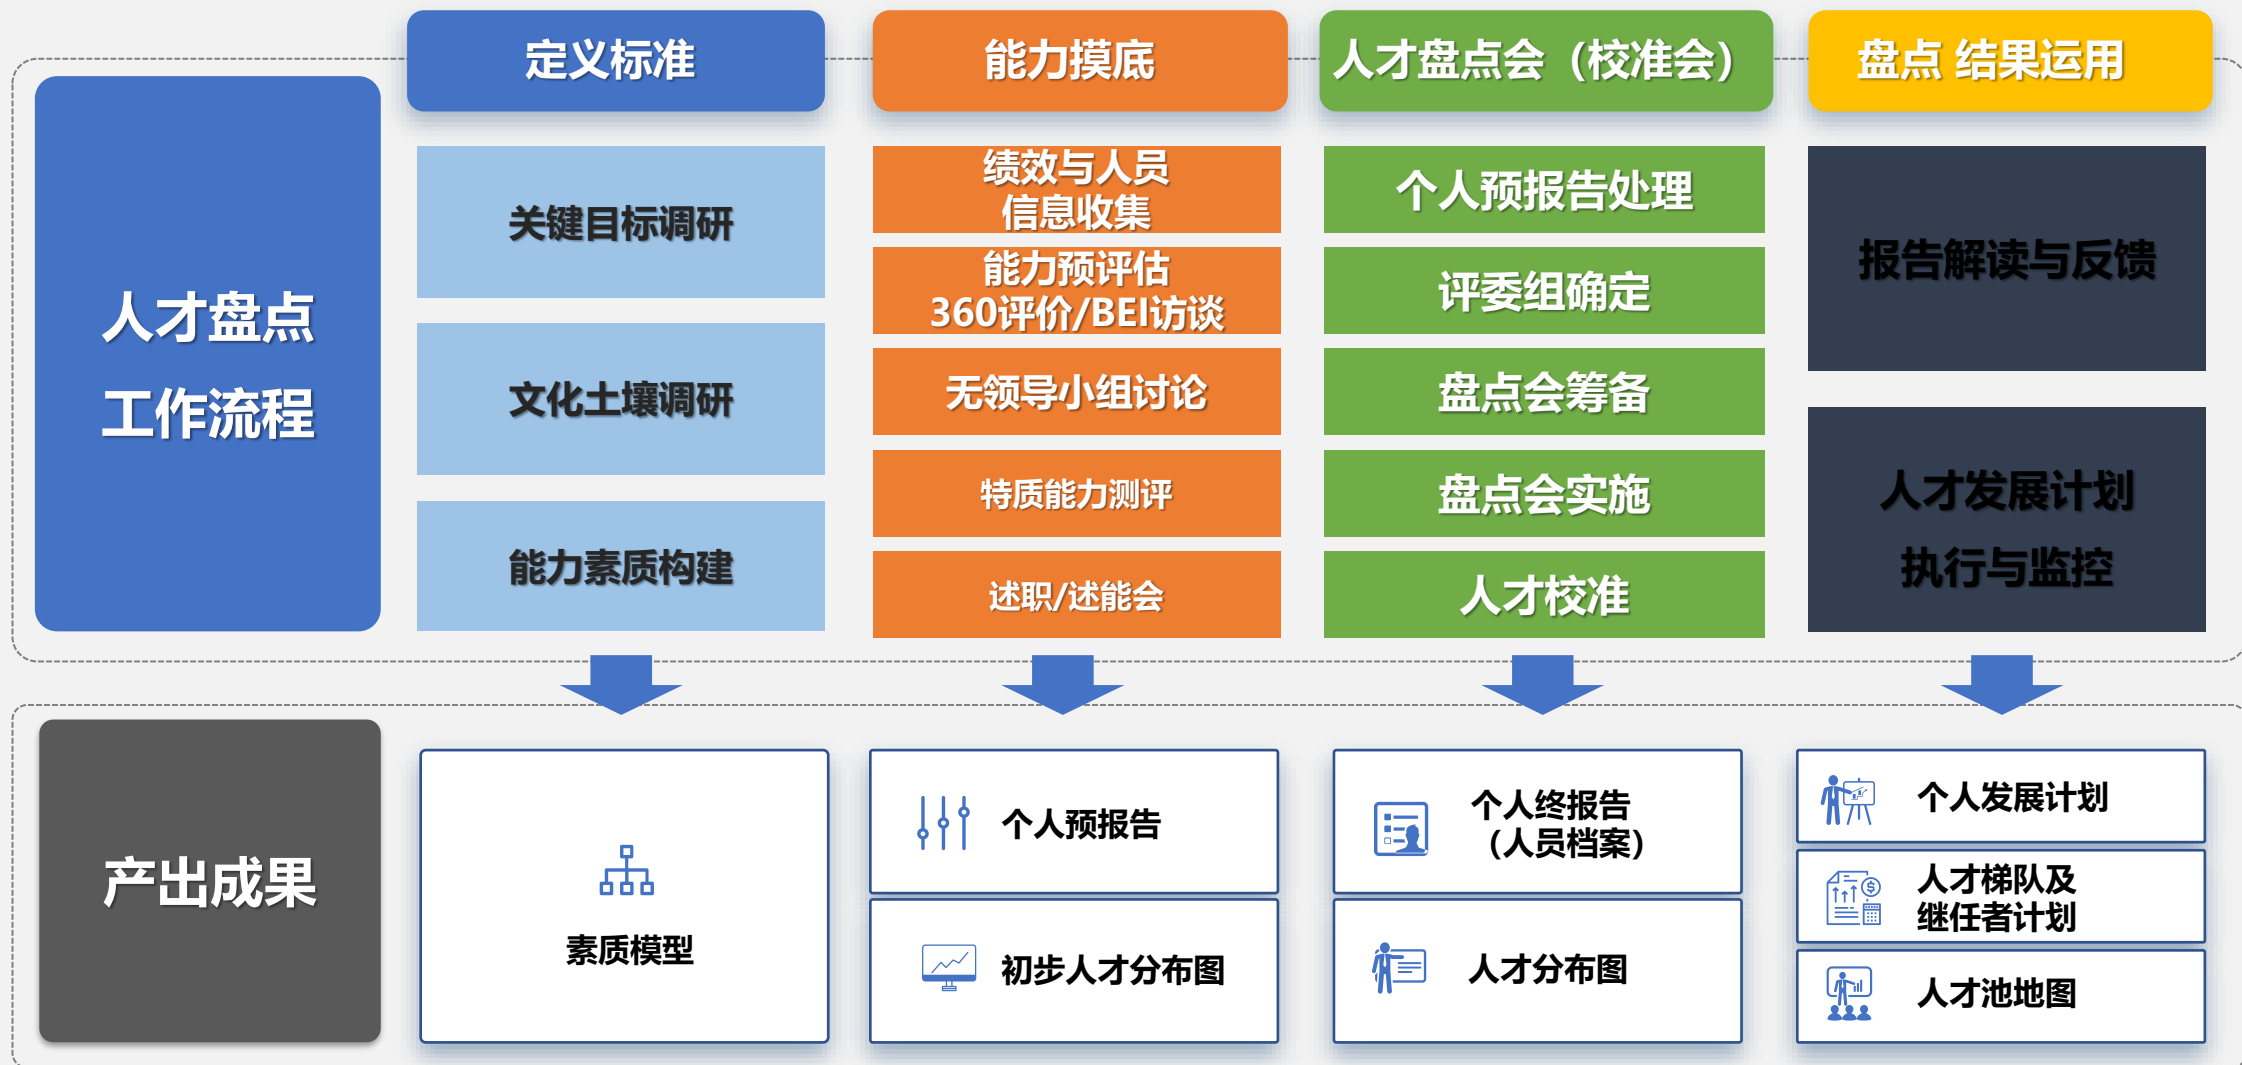 定义标准
能力摸底
人才盘点会（校准会）
盘点 结果运用
人才盘点
工作流程
关键目标调研
文化土壤调研
能力素质构建
绩效与人员
信息收集
能力预评估
360评价/BEI访谈
无领导小组讨论
特质能力测评
述职/述能会
个人预报告处理
评委组确定
盘点会筹备
盘点会实施
人才校准
报告解读与反馈
人才发展计划
执行与监控
产出成果
素质模型
个人预报告
初步人才分布图
个人终报告
（人员档案）
人才分布图
个人发展计划
人才梯队及
继任者计划
人才池地图